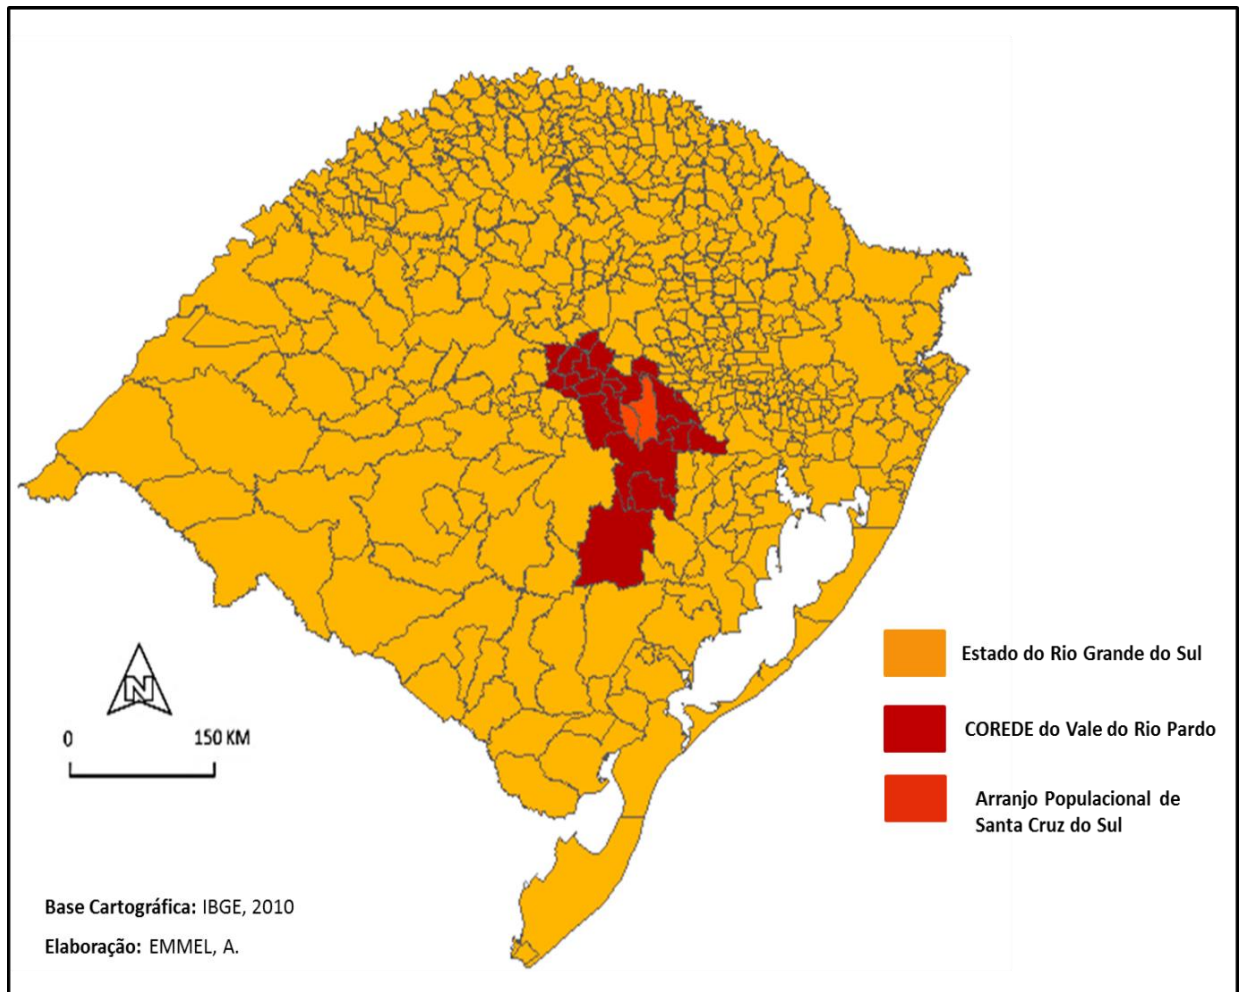 Estado do Rio Grande do Sul
COREDE do Vale do Rio Pardo
Arranjo Populacional de
Santa Cruz do Sul
N
0 150 KM
Base Cartográfica: IBGE, 2010
Elaboração: EMMEL, A.